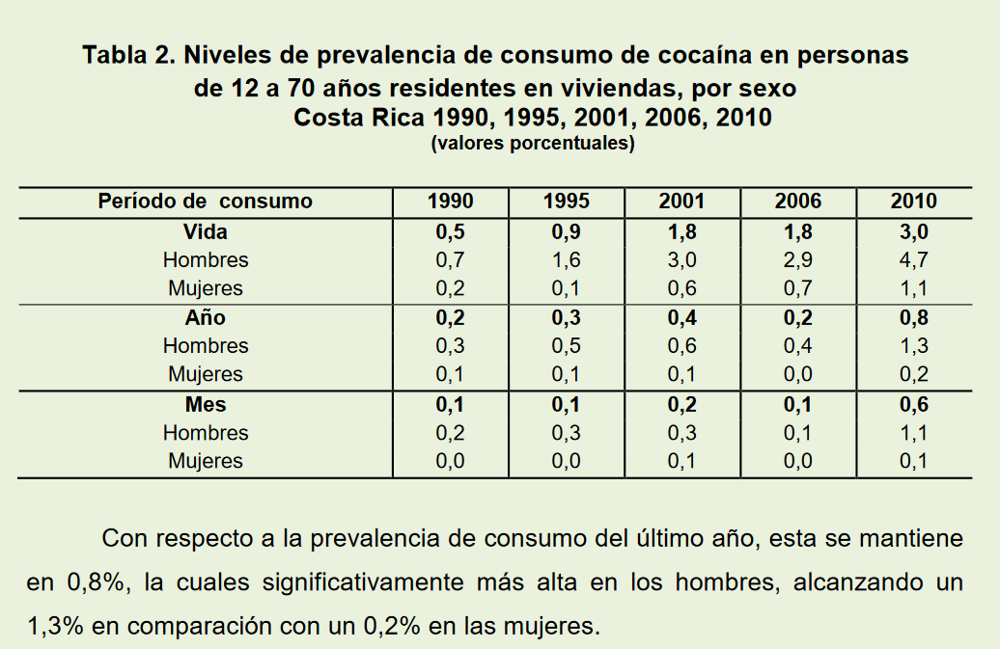 Tabla 2. Niveles de prevalencia de consumo de cocaína en personas
de 12 a 70 años residentes en viviendas, por sexo
Costa Rica 1990, 1995, 2001, 2006, 2010
(valores porcentuales)
Período de consumo 1990 1995 2001 2006 2010
Vida 0,5 0,9 1,8 1,8 3,0
Hombres 0,7 1,6 3,0 2,9 4,7
Mujeres 0,2 0,1 0,6 0,7 1,1
Año 0,2 0,3 0,4 0,2 0,8
Hombres 0,3 0,5 0,6 0,4 1,3
Mujeres 0,1 0,1 0,1 0,0 0,2
Mes 0,1 0,1 0,2 0,1 0,6
Hombres 0,2 0,3 0,3 0,1 1,1
Mujeres 0,0 0,0 0,1 0,0 0,1
Con respecto a la prevalencia de consumo del último año, esta se mantiene
en 0,8%, la cuales significativamente más alta en los hombres, alcanzando un
1,3% en comparación con un 0,2% en las mujeres.